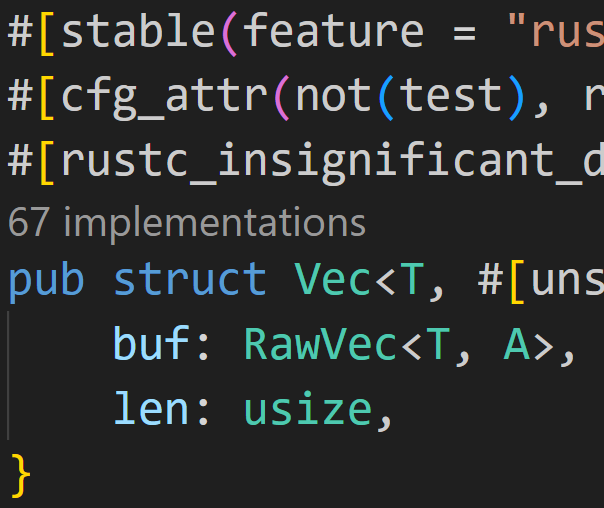 #[stable(feature = "rus
#[cfg_attr(not(test), r
#[rustc_insignificant_d
67 implementations
pub struct Vec<T, #[uns
    buf: RawVec<T, A>,
    len: usize,
}